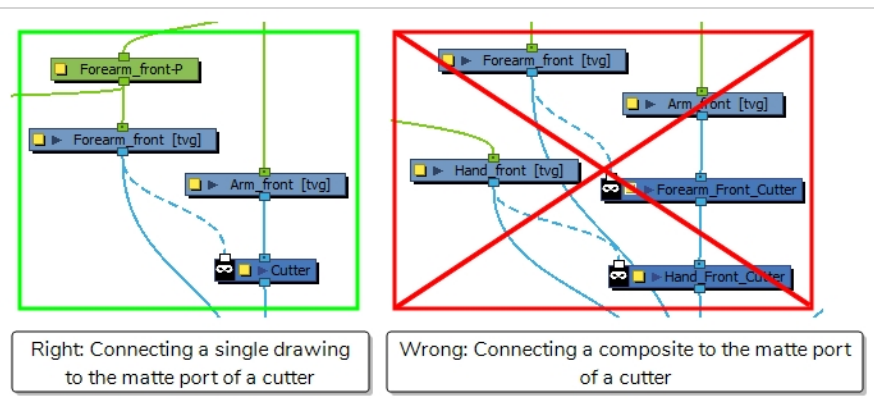 Forearm_front-P
Forearm_front [tvg]
Arm_front [tvg]
Cutter
Right: Connecting a single drawing
to the matte port of a cutter
Forearm_front [tvg]
Arm_front [tvg]
Hand_front [tvg]
Forearm_Front_Cutter
Hand_Front_Cutter
Wrong: Connecting a composite to the matte port
of a cutter